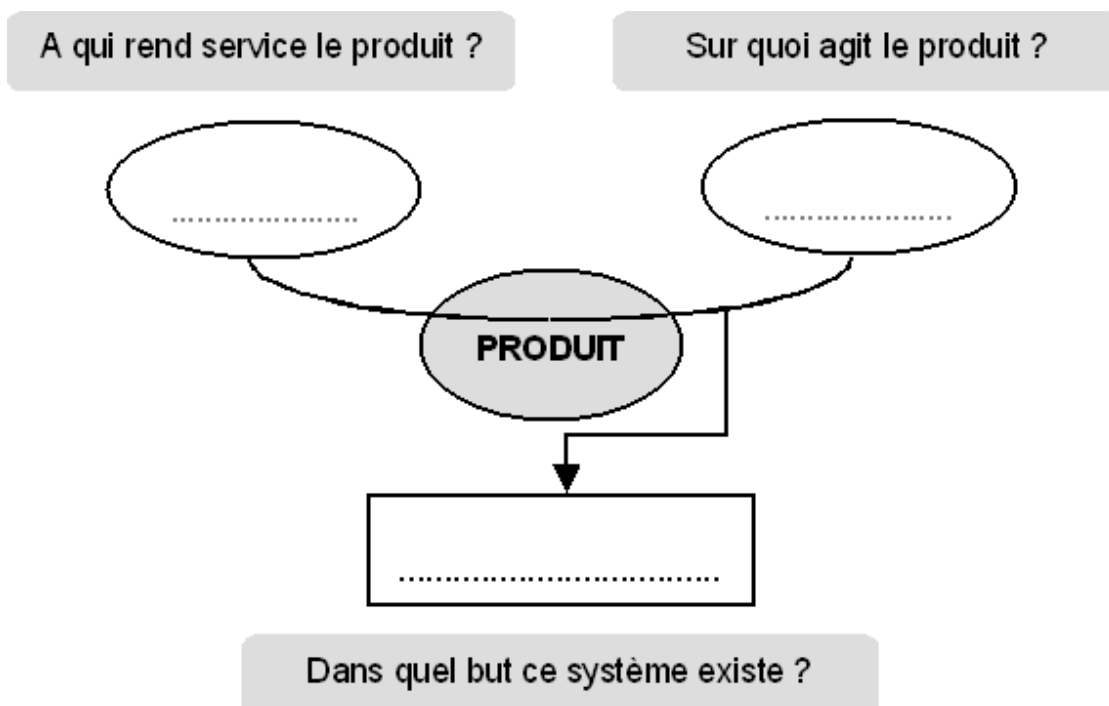 A qui rend service le produit ?
Sur quoi agit le produit ?
PRODUIT
Dans quel but ce système existe ?